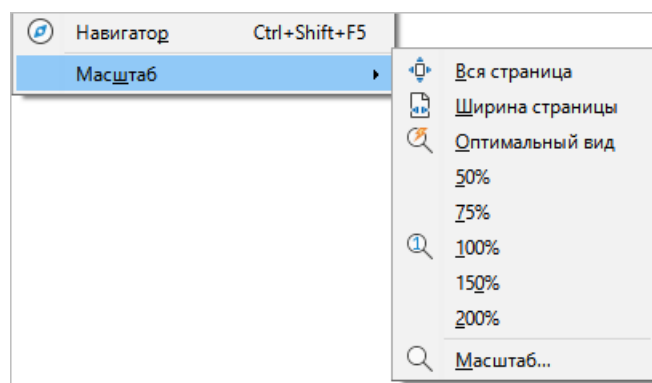 Навигатор Ctrl+Shift+F5
Масштаб
Вся страница
Ширина страницы
Оптимальный вид
50%
75%
100%
150%
200%
Масштаб...